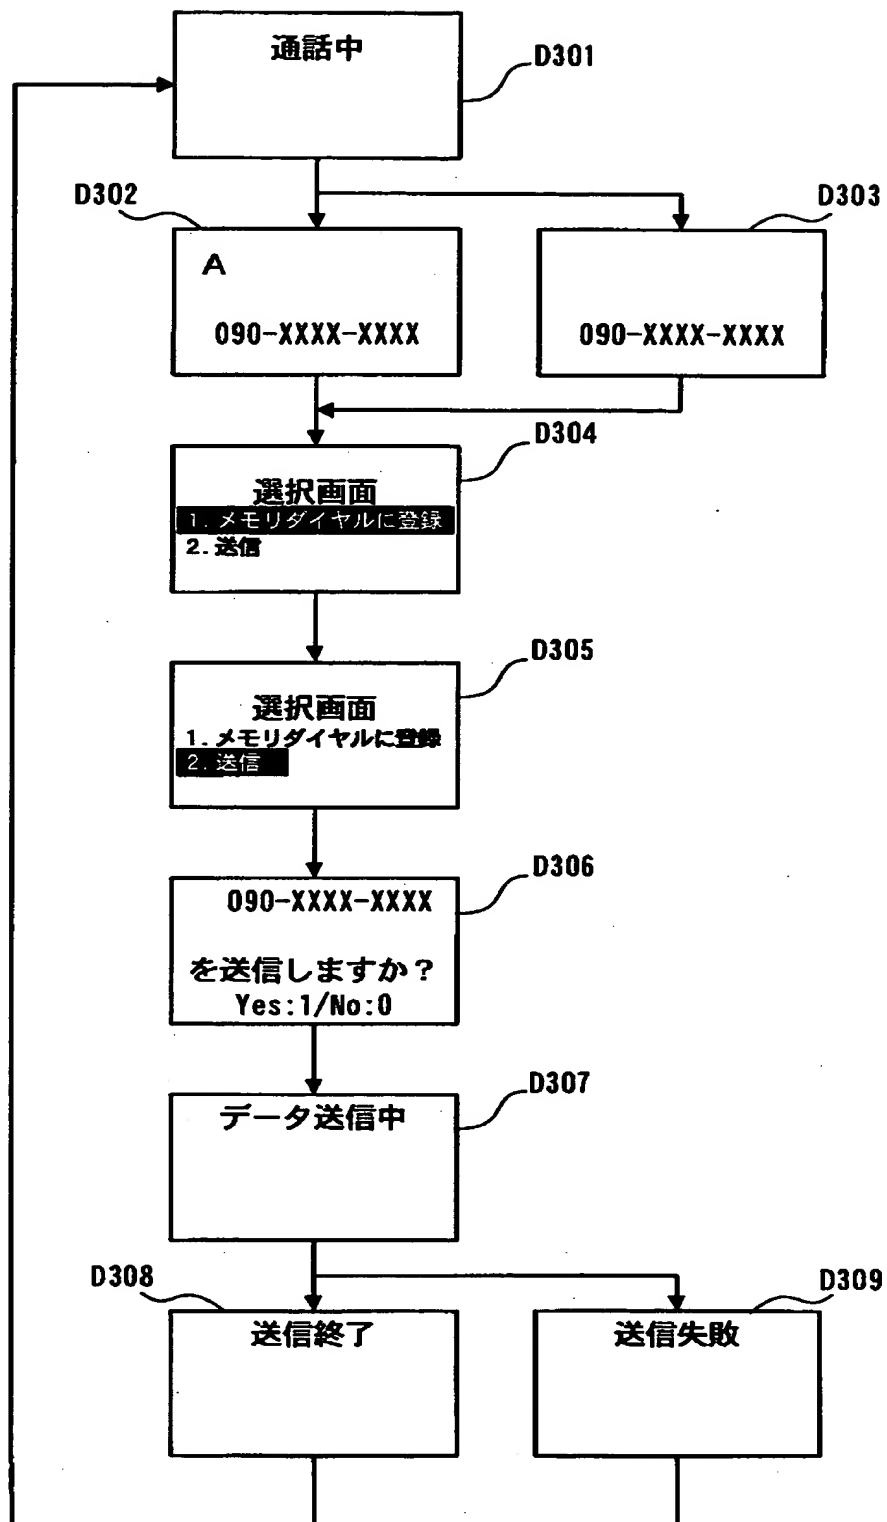 通話中
D301
D302
D303
A
090-XXXX-XXXX
090-XXXX-XXXX
D304
選択画面
1.メモリダイヤルに登録
2.送信
D305
選択画面
1.メモリダイヤルに登録
2.送信
D306
090-XXXX-XXXX
を送信しますか?
Yes:1/No:0
D307
データ送信中
D308
D309
送信終了
送信失敗